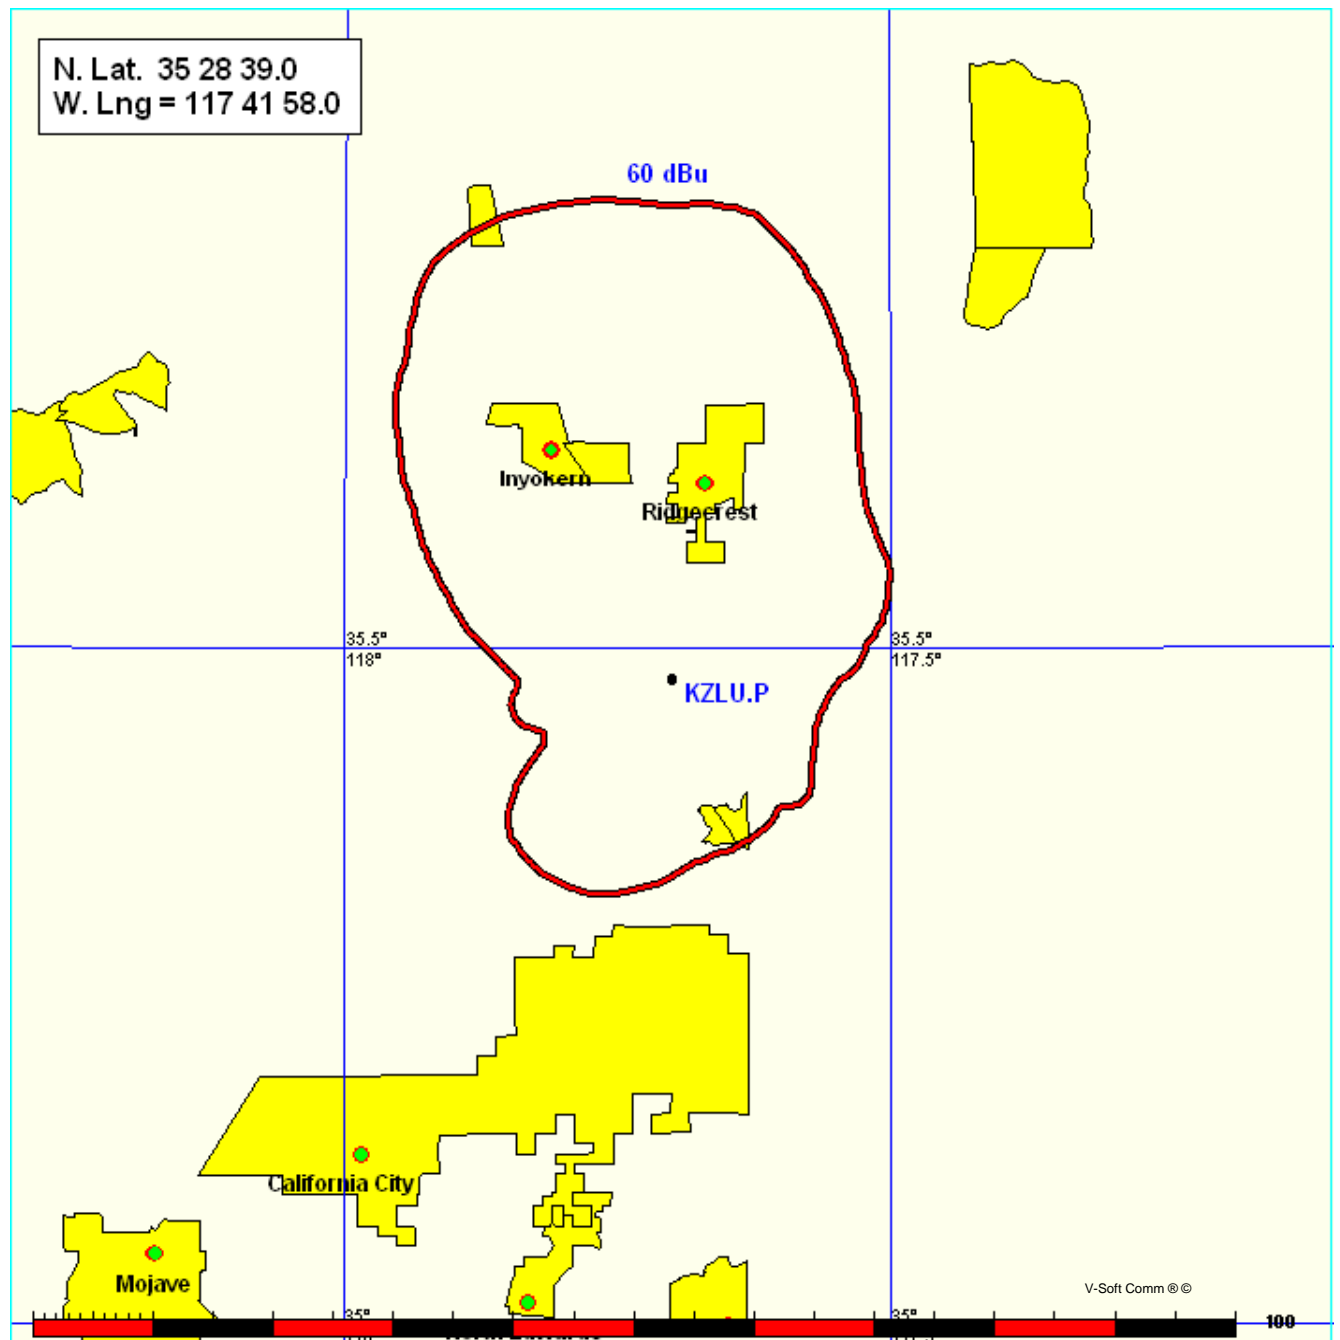 N. Lat. 35 28 39.0
W. Lng = 117 41 58.0
60 dBu
Inyokern
Ridgecrest
35.5°
118°
35.5°
117.5°
KZLU.P
California City
Mojave
V-Soft Comm ® ©
35°
35°
100